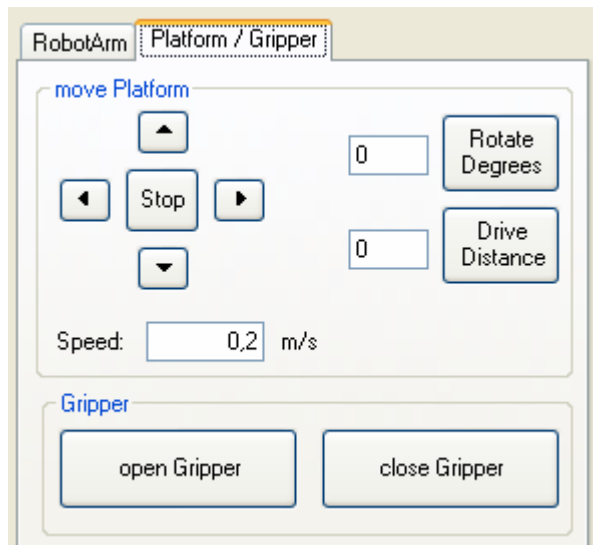 RobotArm Platform / Gripper
move Platform
0 Rotate
Degrees
Stop
0 Drive
Distance
Speed: 0,2 m/s
Gripper
open Gripper close Gripper